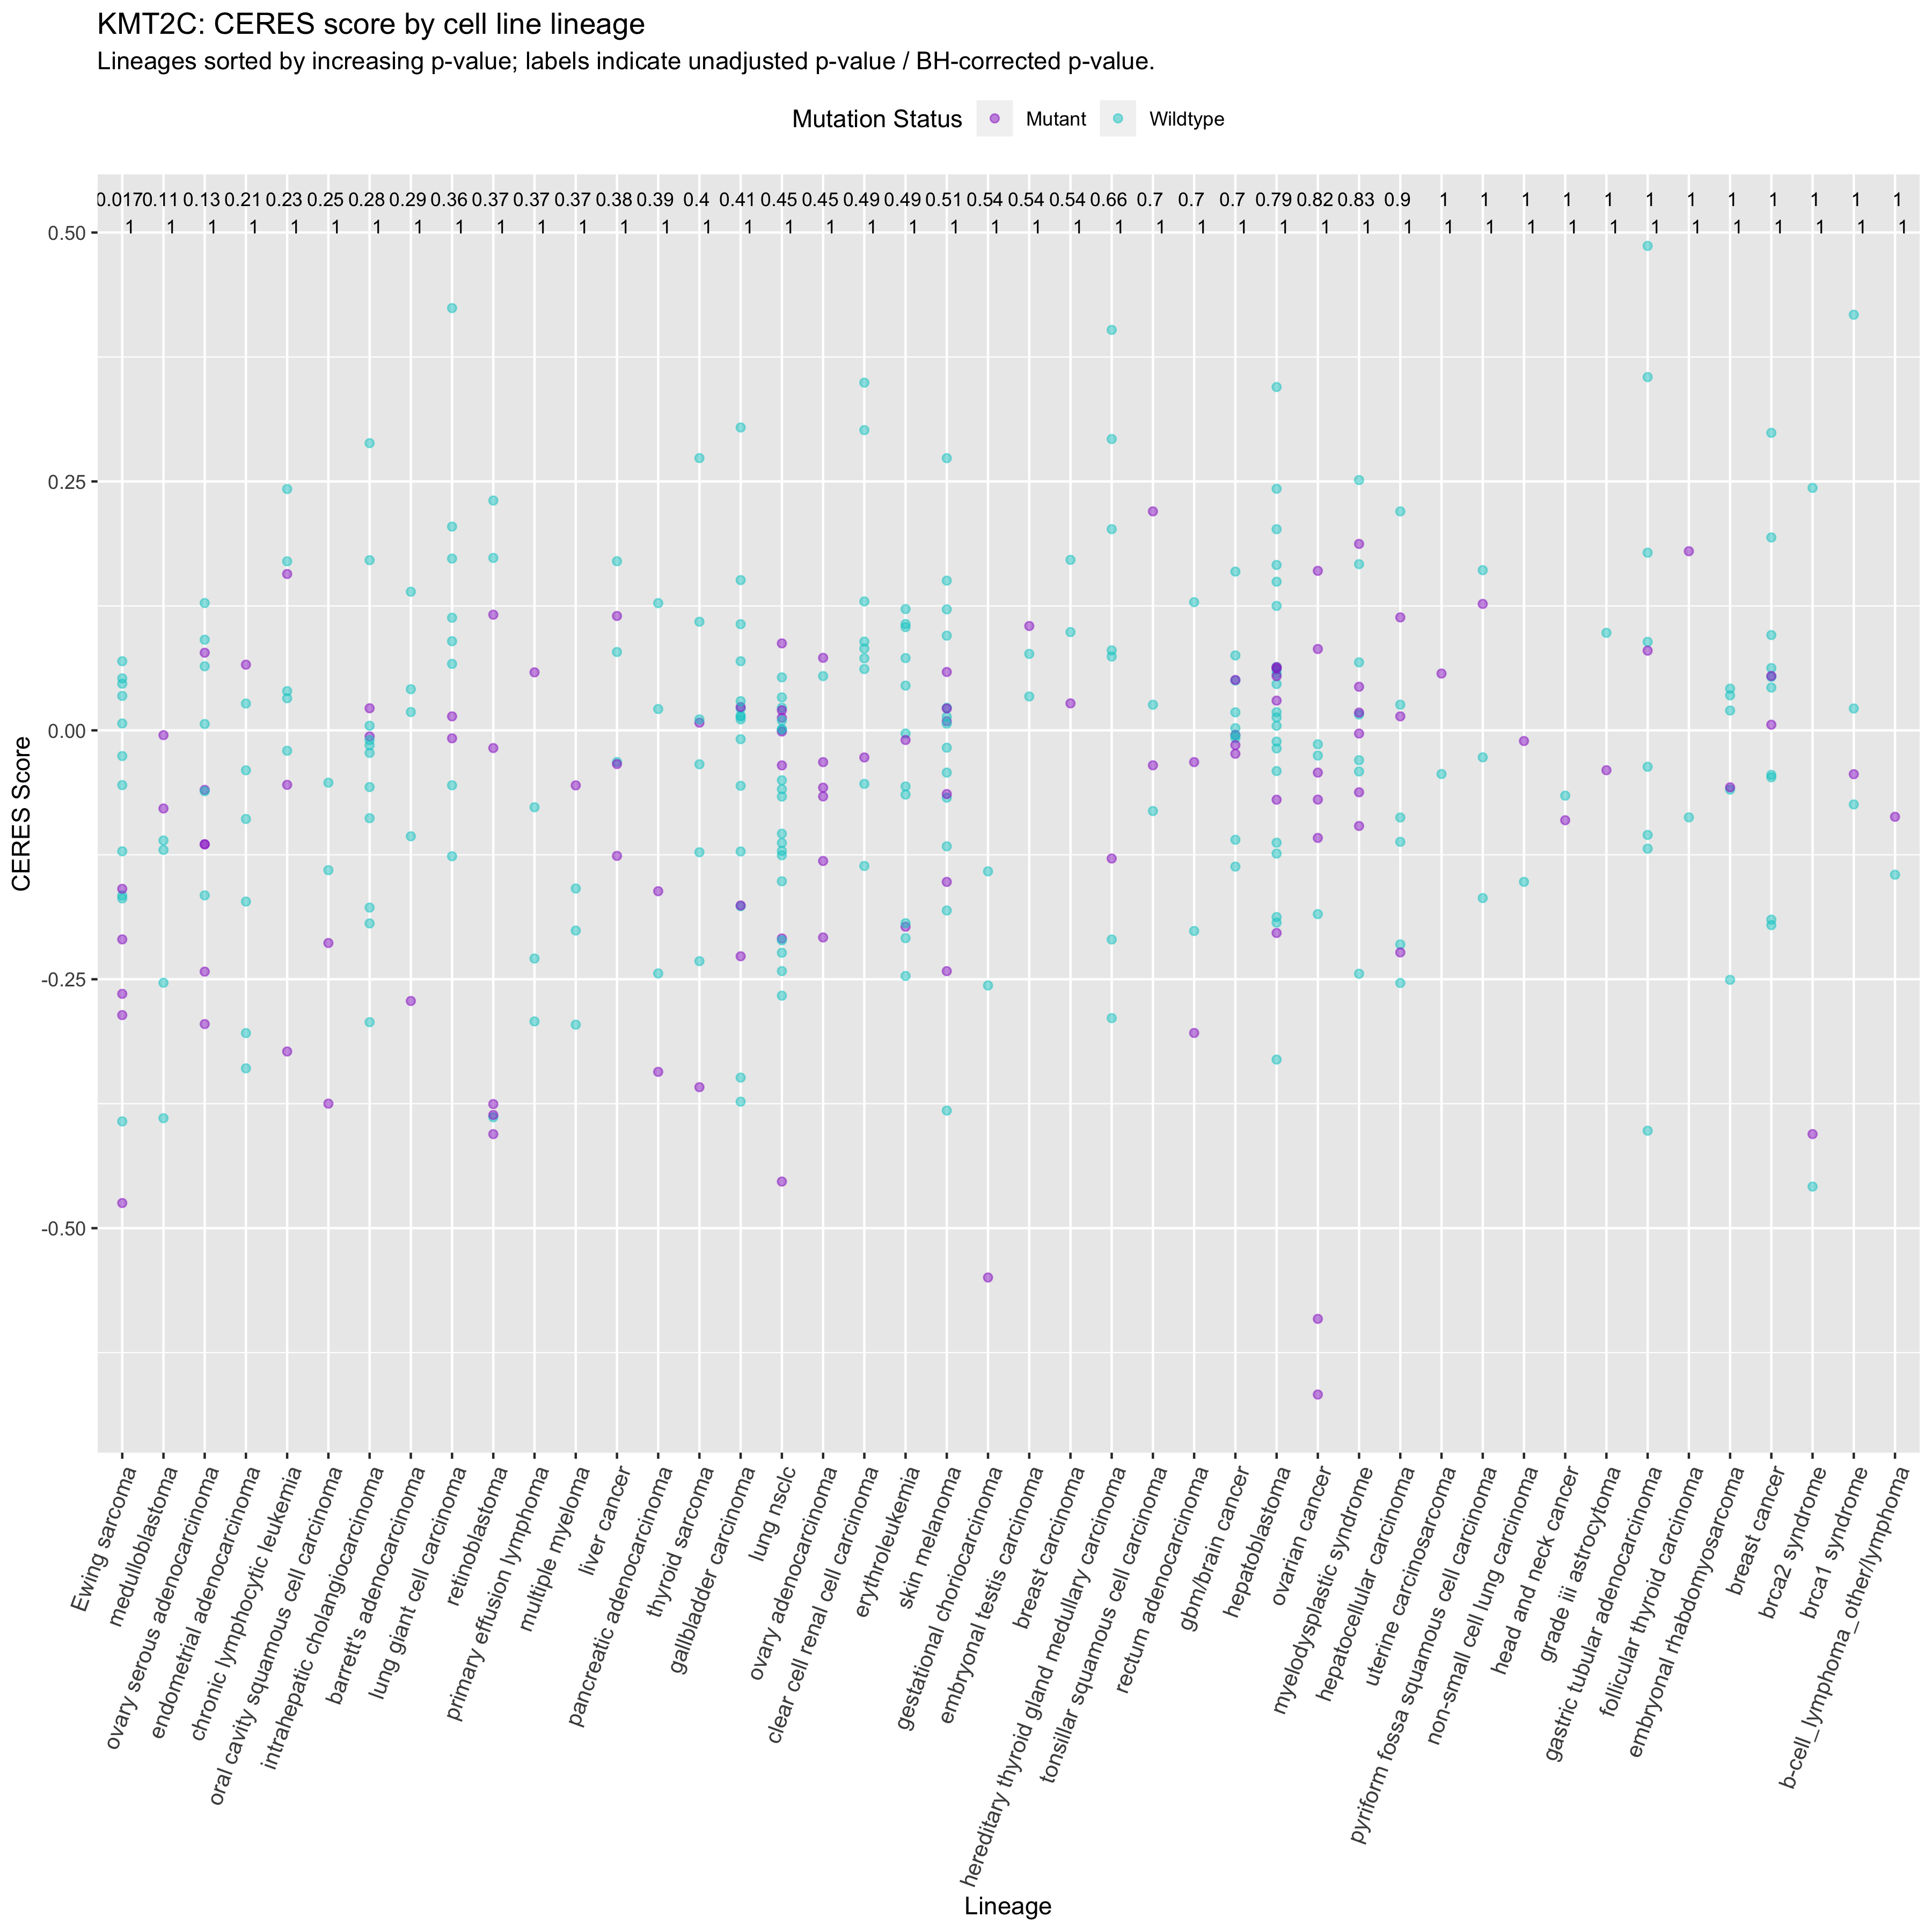 KMT2C: CERES score by cell line lineage
Lineages sorted by increasing p-value; labels indicate unadjusted p-value / BH-corrected p-value.
Mutation Status Mutant Wildtype
0.017 0.11 0.13 0.21 0.23 0.25 0.28 0.29 0.36 0.37 0.37 0.37 0.38 0.39 0.4 0.41 0.45 0.45 0.49 0.49 0.51 0.54 0.54 0.54 0.66 0.7 0.7 0.7 0.79 0.82 0.83 0.9 1 1 1 1 1 1 1 1 1 1 1 1
1 1 1 1 1 1 1 1 1 1 1 1 1 1 1 1 1 1 1 1 1 1 1 1 1 1 1 1 1 1 1 1 1 1 1 1 1 1 1 1 1 1 1 1
0.50
0.25
0.00
-0.25
-0.50
CERES Score
Ewing sarcoma
medulloblastoma
ovary serous adenocarcinoma
endometrial adenocarcinoma
chronic lymphocytic leukemia
oral cavity squamous cell carcinoma
intrahepatic cholangiocarcinoma
barrett's adenocarcinoma
lung giant cell carcinoma
retinoblastoma
primary effusion lymphoma
multiple myeloma
liver cancer
pancreatic adenocarcinoma
thyroid sarcoma
gallbladder carcinoma
lung nsclc
ovary adenocarcinoma
clear cell renal cell carcinoma
erythroleukemia
skin melanoma
gestational choriocarcinoma
embryonal testis carcinoma
breast carcinoma
hereditary thyroid gland medullary carcinoma
tonsillar squamous cell carcinoma
rectum adenocarcinoma
gbm/brain cancer
hepatoblastoma
ovarian cancer
myelodysplastic syndrome
hepatocellular carcinoma
uterine carcinosarcoma
pyriform fossa squamous cell carcinoma
non-small cell lung carcinoma
head and neck cancer
grade iii astrocytoma
gastric tubular adenocarcinoma
follicular thyroid carcinoma
embryonal rhabdomyosarcoma
breast cancer
brca2 syndrome
brca1 syndrome
b-cell_lymphoma_other/lymphoma
Lineage